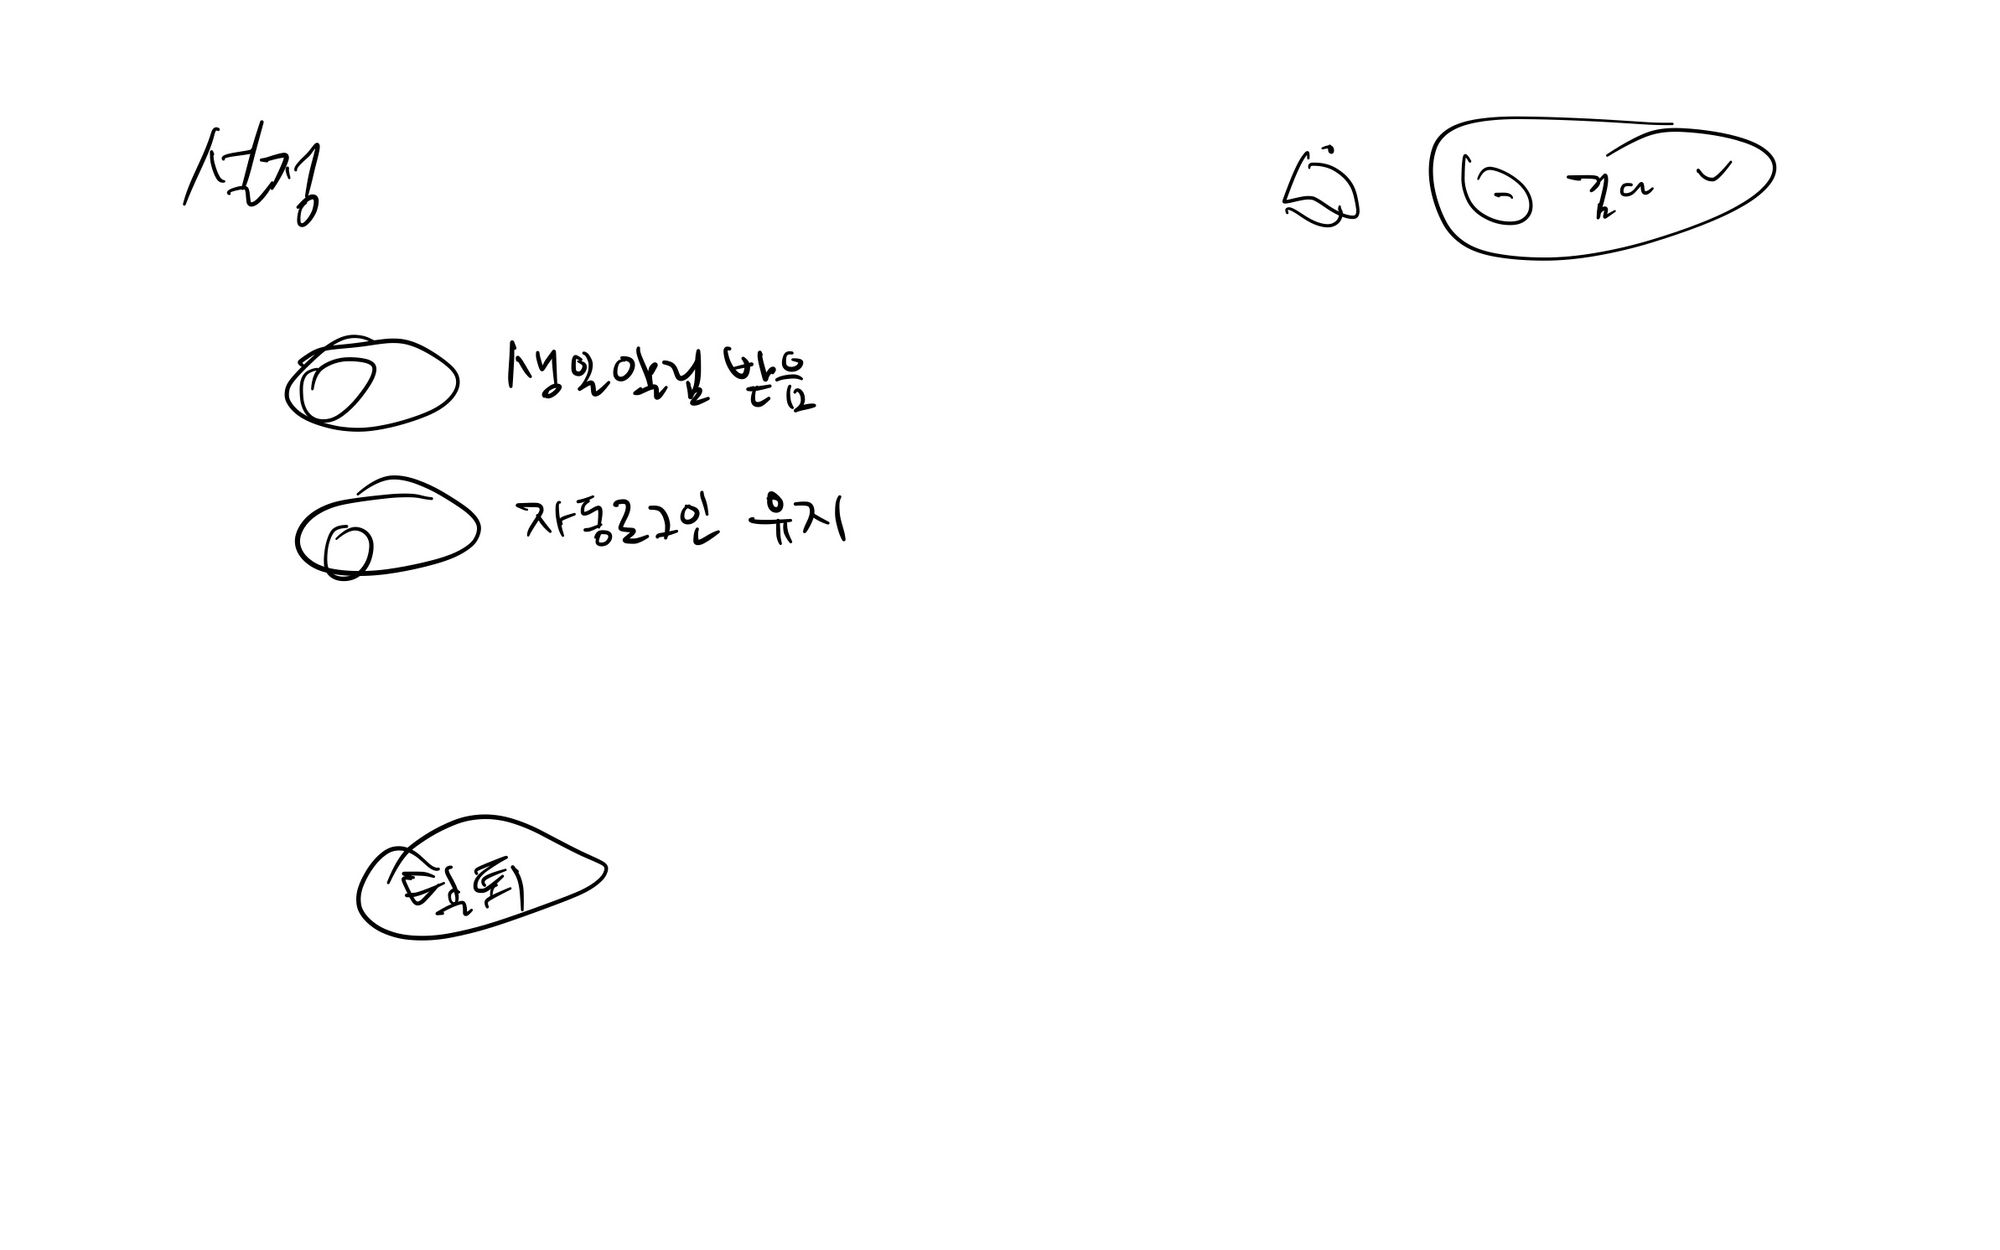 설정
생일알림 받음
자동로그인 유지
탈퇴